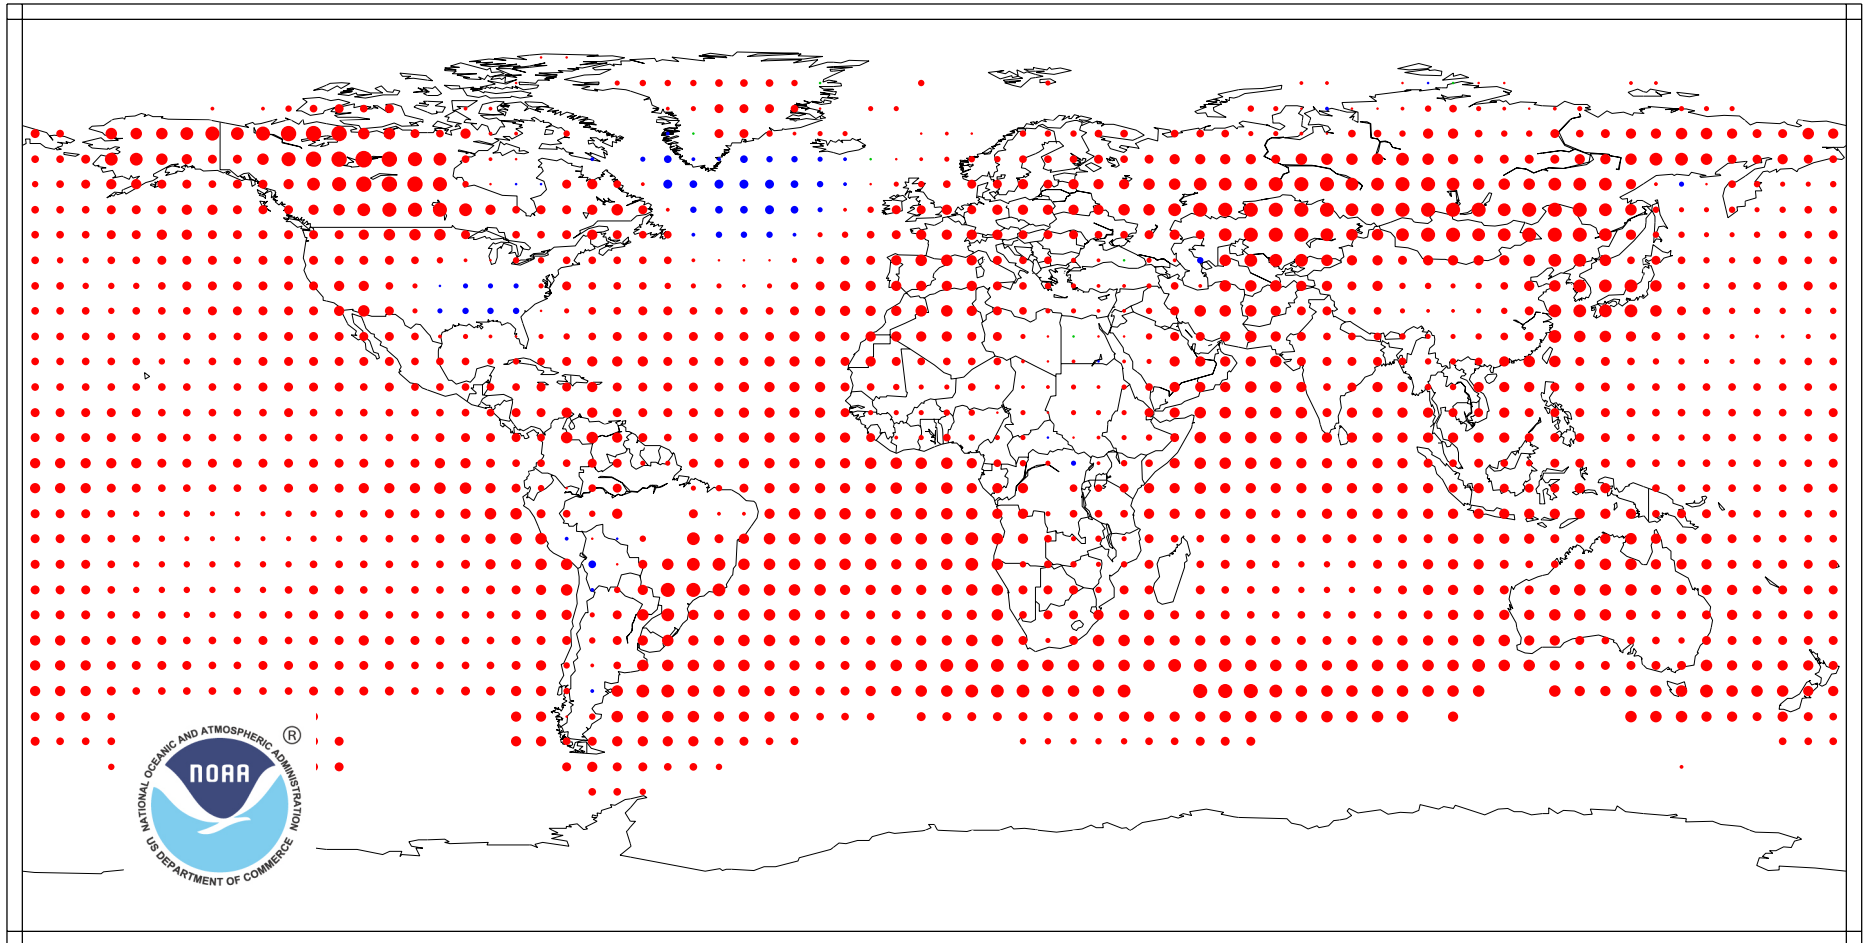 NATIONAL OCEANIC AND ATMOSPHERIC ADMINISTRATION
®
NOAA
US DEPARTMENT OF COMMERCE